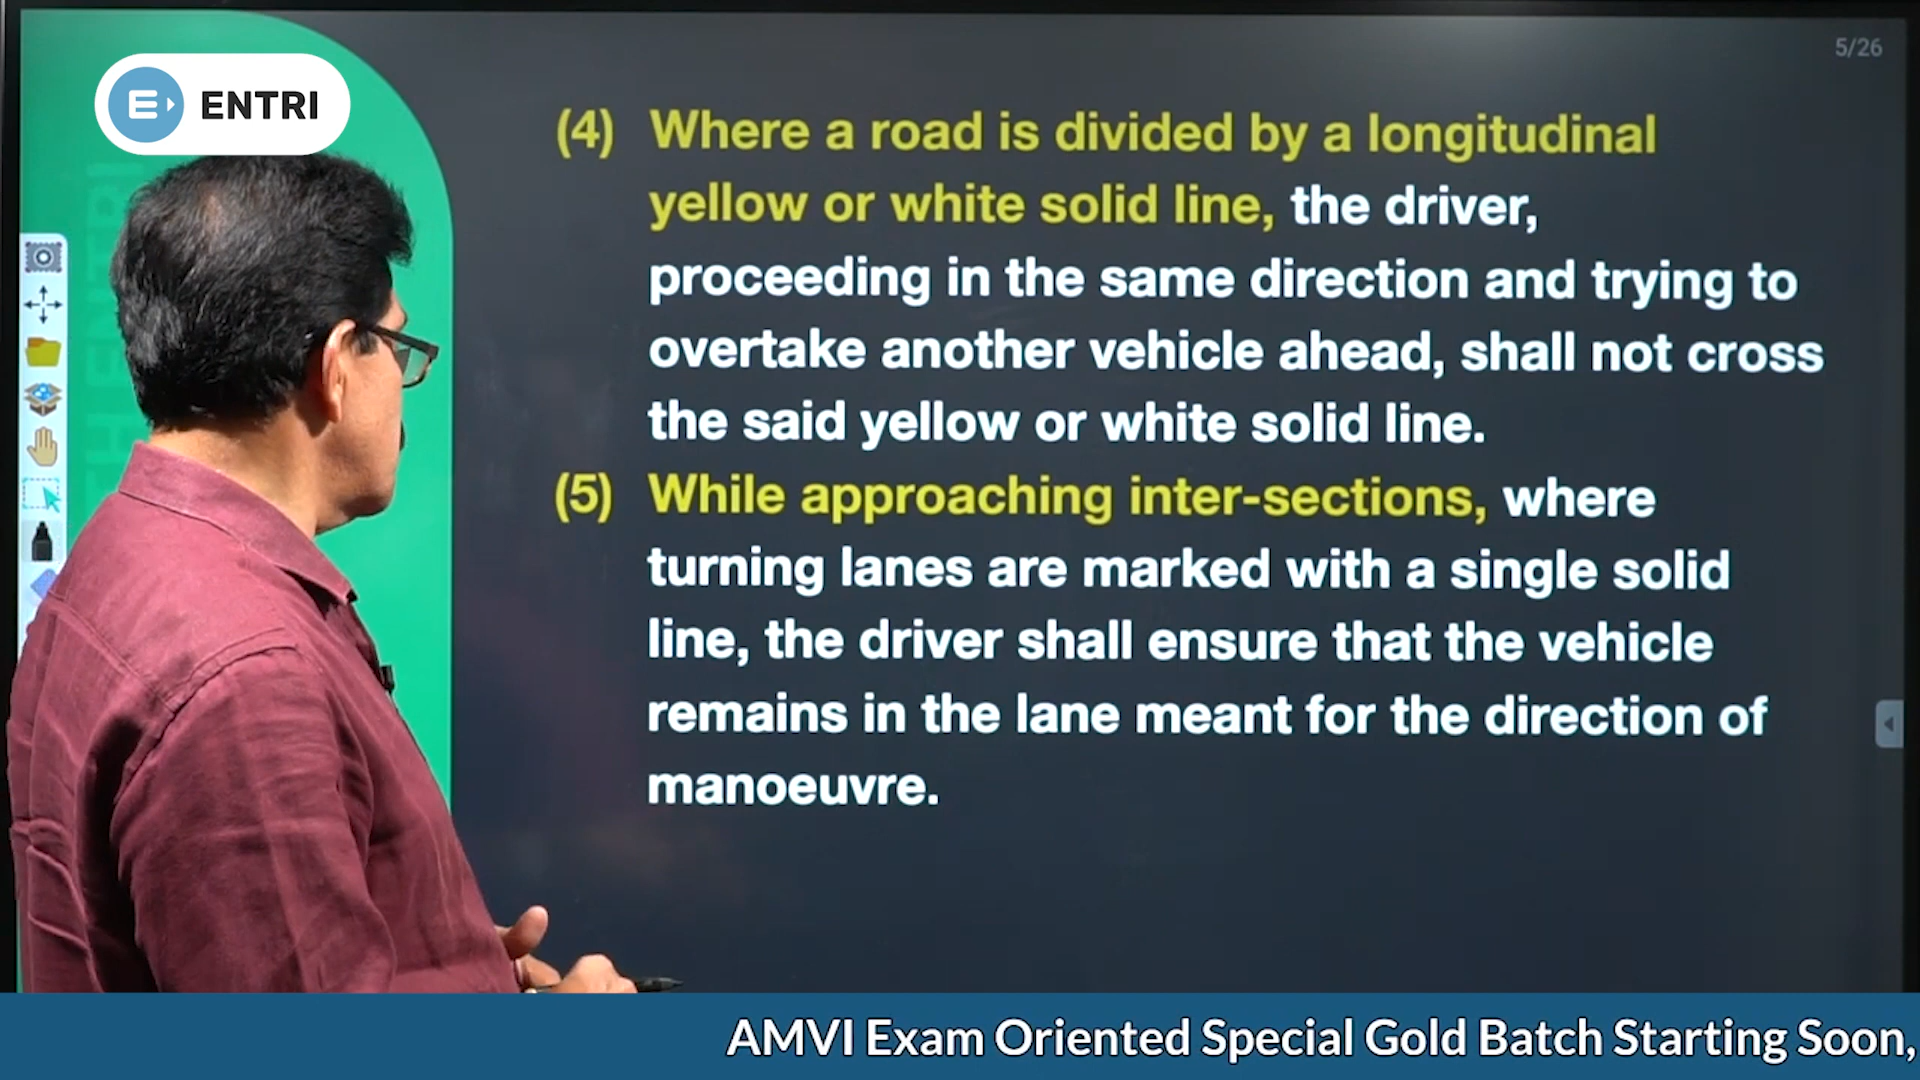 5/26
ENTRI
(4) Where a road is divided by a longitudinal
yellow or white solid line, the driver,
proceeding in the same direction and trying to
overtake another vehicle ahead, shall not cross
the said yellow or white solid line.
(5) While approaching inter-sections, where
turning lanes are marked with a single solid
line, the driver shall ensure that the vehicle
remains in the lane meant for the direction of
manoeuvre.
AMVI Exam Oriented Special Gold Batch Starting Soon,